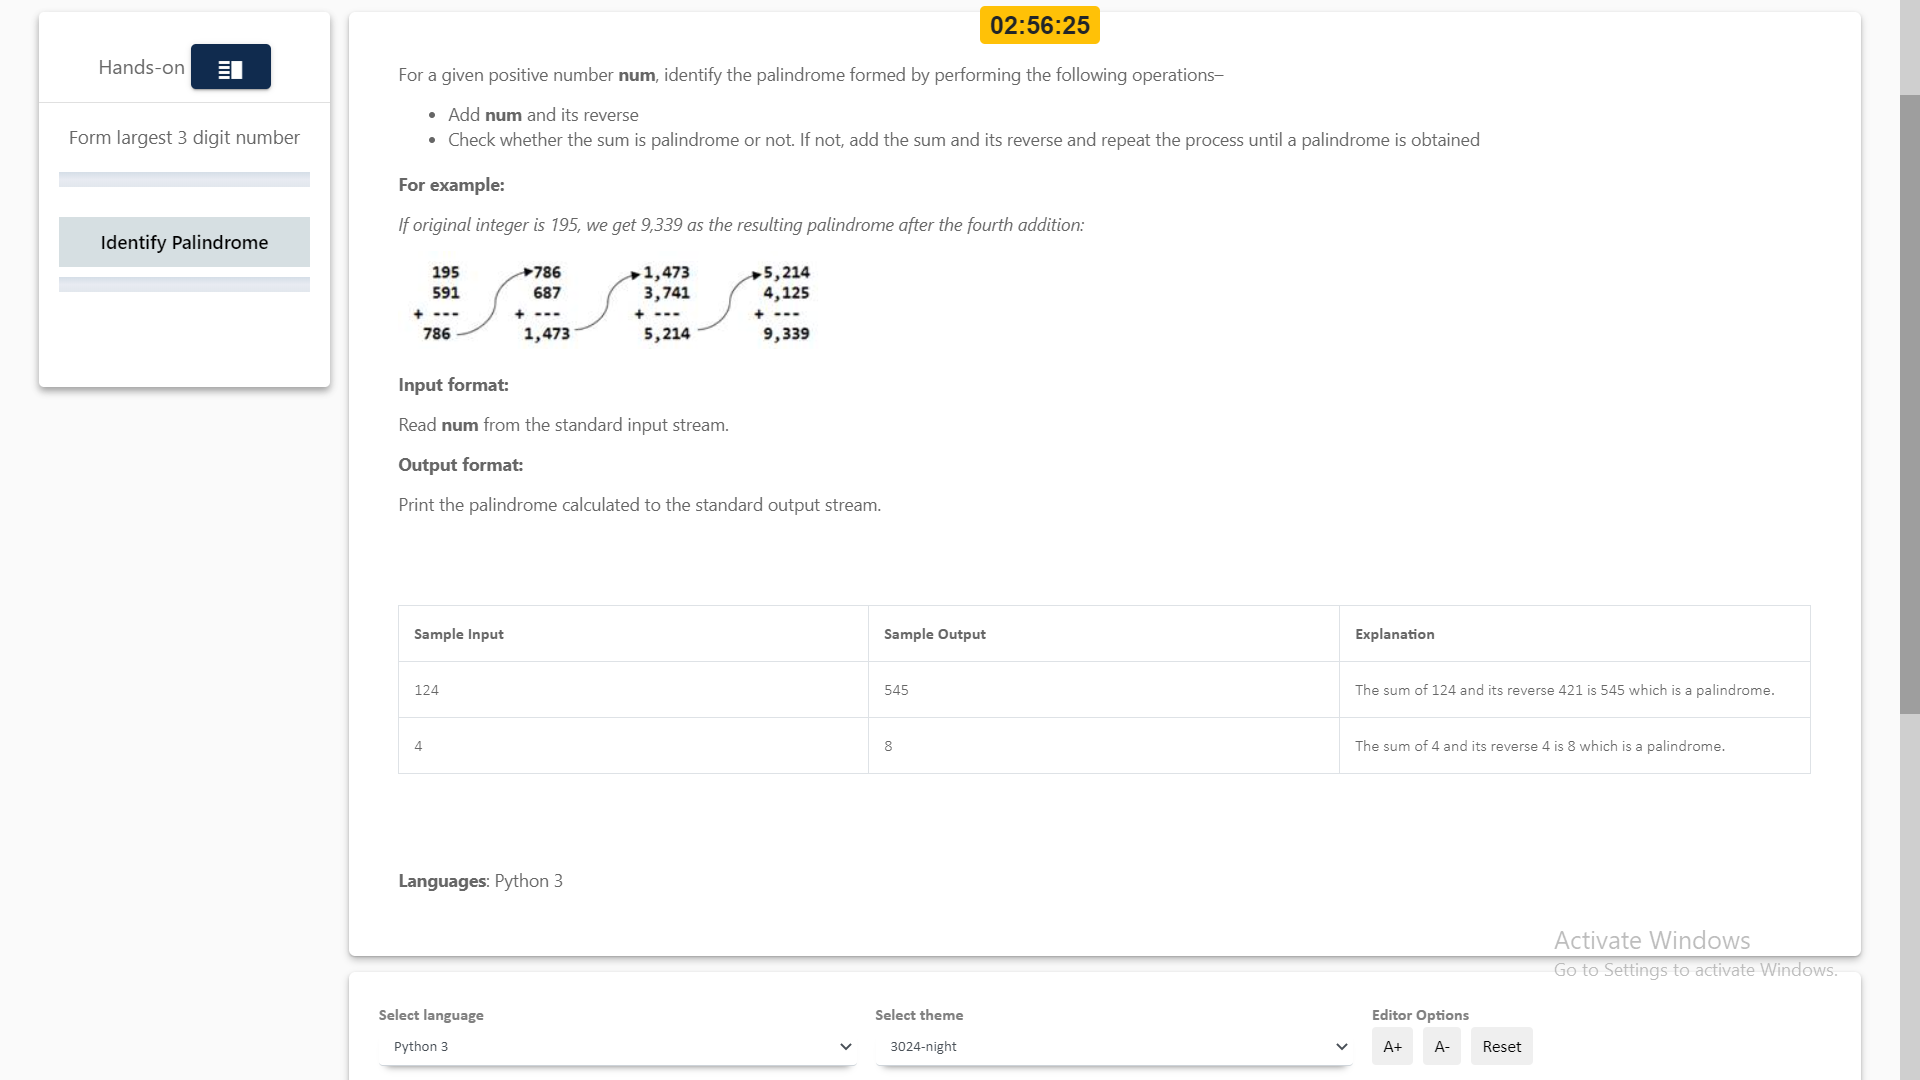 02:56:25
Hands-on
Form largest 3 digit number
Identify Palindrome
For a given positive number num, identify the palindrome formed by performing the following operations–
• Add num and its reverse
• Check whether the sum is palindrome or not. If not, add the sum and its reverse and repeat the process until a palindrome is obtained
For example:
If original integer is 195, we get 9,339 as the resulting palindrome after the fourth addition:
195 786 1,473 5,214
591 687 3,741 4,125
+ --- + --- + --- + ---
786 1,473 5,214 9,339
Input format:
Read num from the standard input stream.
Output format:
Print the palindrome calculated to the standard output stream.
Sample Input Sample Output Explanation
124 545 The sum of 124 and its reverse 421 is 545 which is a palindrome.
4 8 The sum of 4 and its reverse 4 is 8 which is a palindrome.
Languages: Python 3
Activate Windows
Go to Settings to activate Windows.
Select language Select theme Editor Options
Python 3 3024-night A+ A- Reset